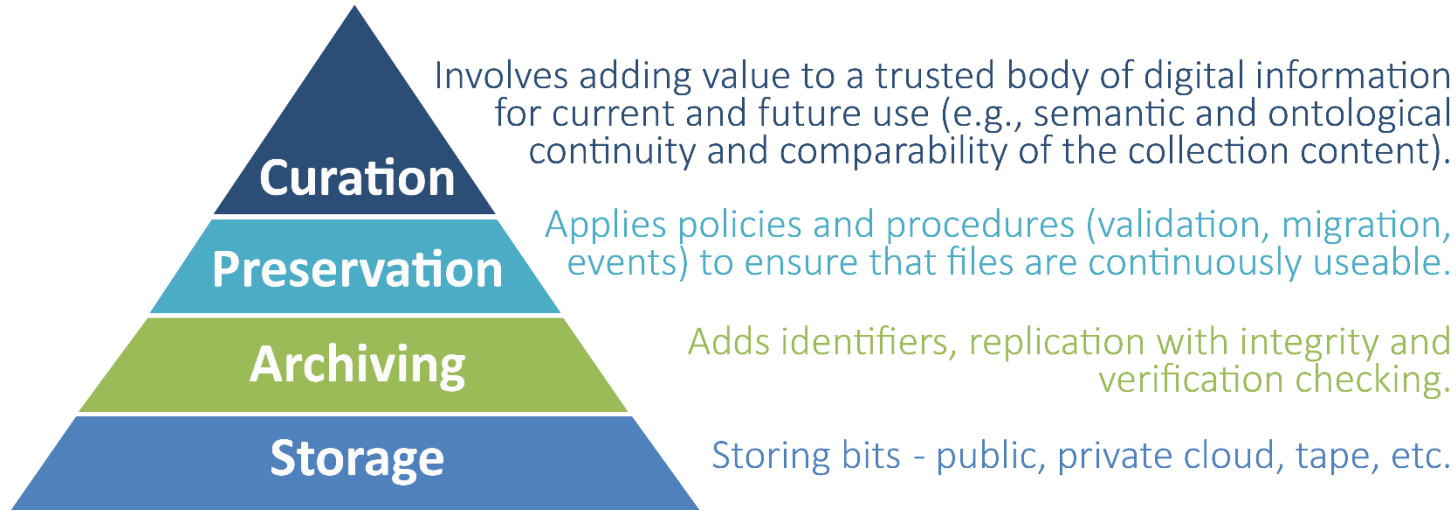 Involves adding value to a trusted body of digital information
for current and future use (e.g., semantic and ontological
continuity and comparability of the collection content).
Curation
Applies policies and procedures (validation, migration,
events) to ensure that files are continuously useable.
Preservation
Adds identifiers, replication with integrity and
verification checking.
Archiving
Storing bits - public, private cloud, tape, etc.
Storage